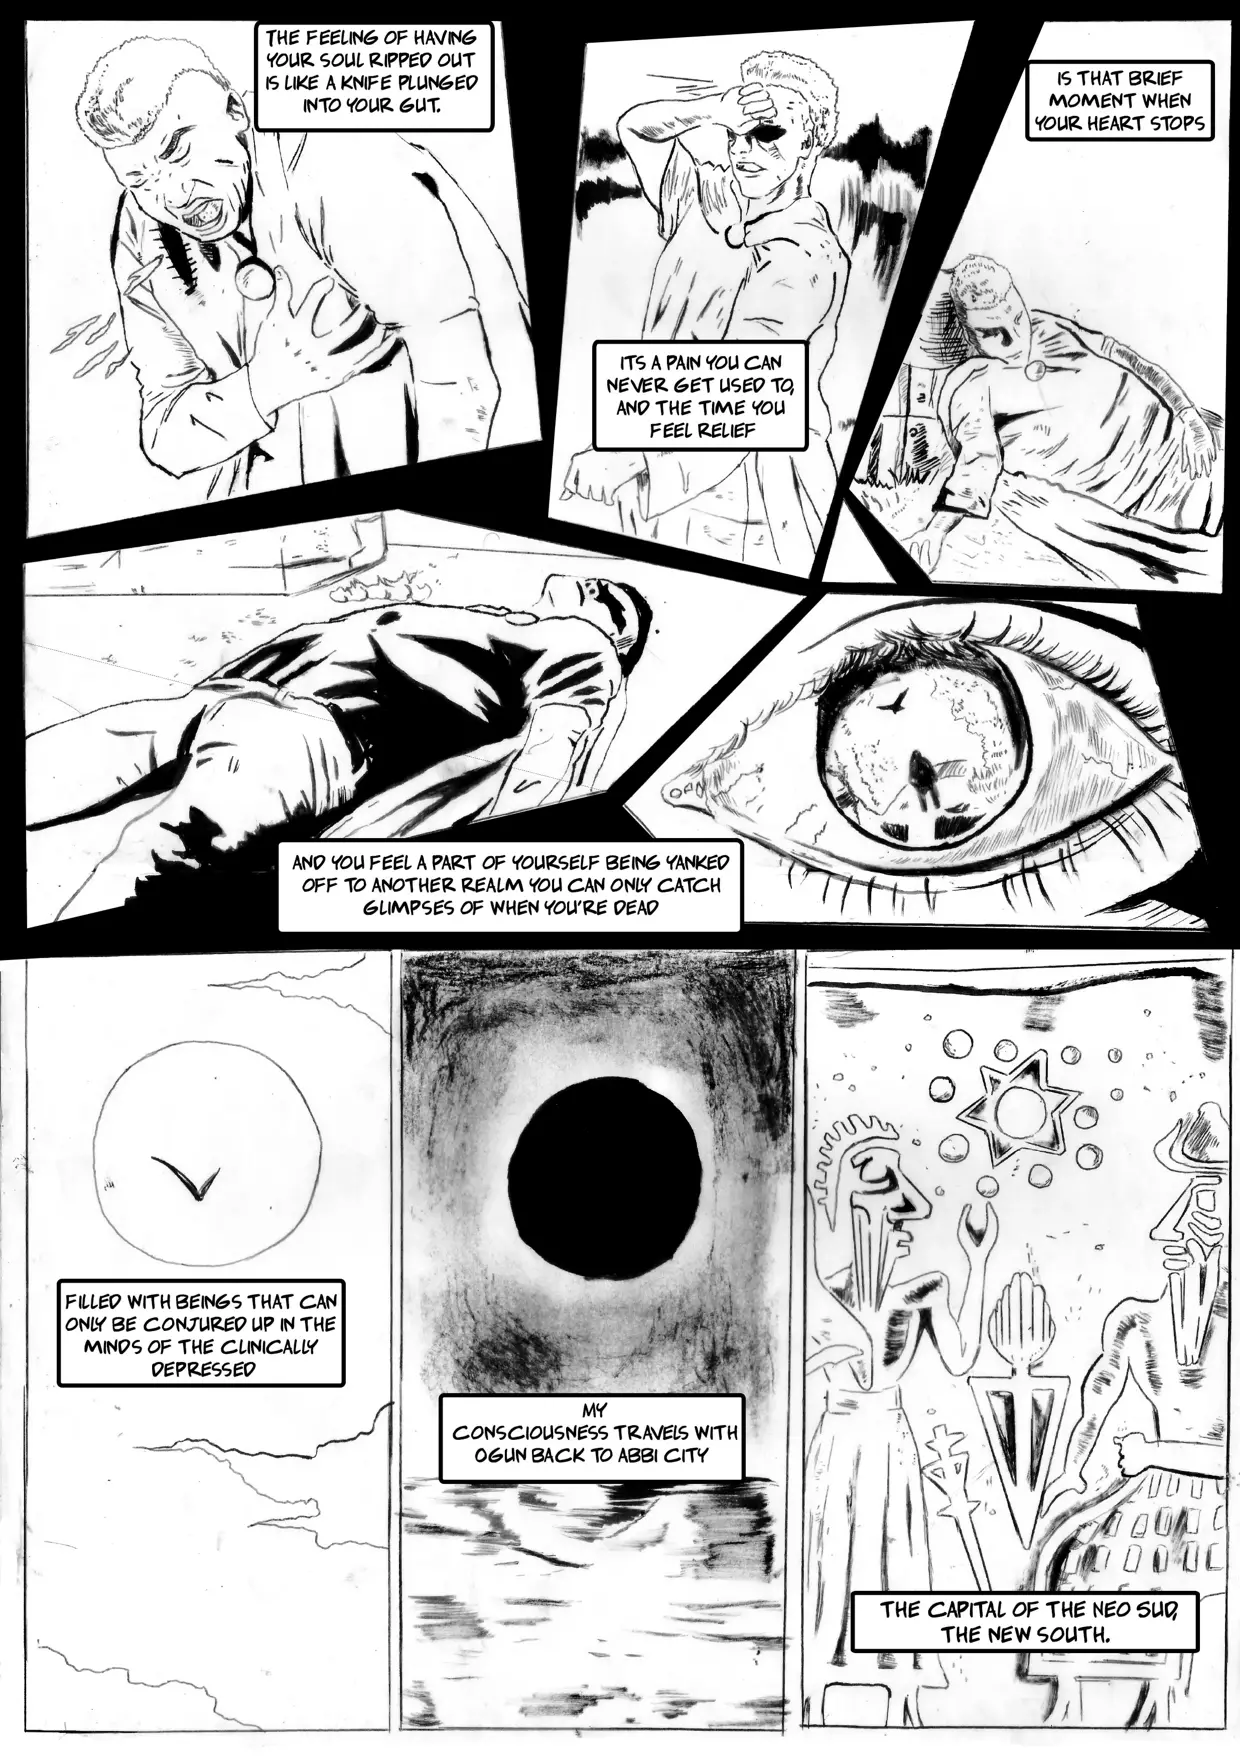 THE FEELING OF HAVING
YOUR SOUL RIPPED OUT
IS LIKE A KNIFE PLUNGED
INTO YOUR GUT.
ITS A PAIN YOU CAN
NEVER GET USED TO,
AND THE TIME YOU
FEEL RELIEF
IS THAT BRIEF
MOMENT WHEN
YOUR HEART STOPS
AND YOU FEEL A PART OF YOURSELF BEING YANKED
OFF TO ANOTHER REALM YOU CAN ONLY CATCH
GLIMPSES OF WHEN YOU'RE DEAD
FILLED WITH BEINGS THAT CAN
ONLY BE CONJURED UP IN THE
MINDS OF THE CLINICALLY
DEPRESSED
MY
CONSCIOUSNESS TRAVELS WITH
OGUN BACK TO ABBI CITY
THE CAPITAL OF THE NEO SUD,
THE NEW SOUTH.